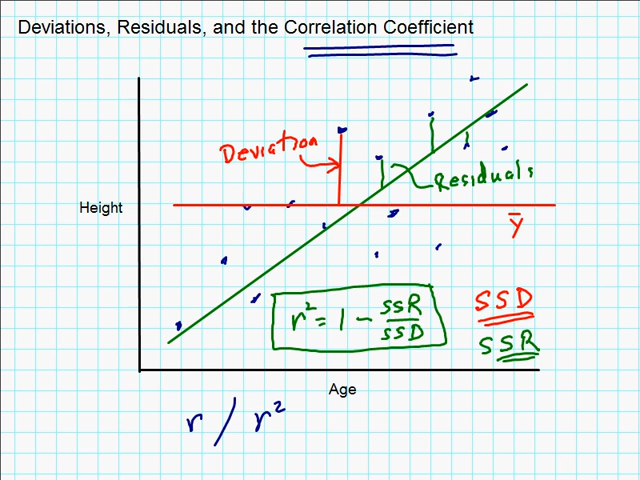 Deviations, Residuals, and the Correlation Coefficient
Deviation
Residuals
Height
ȳ
r² = 1 - SSR/SSD
SSD
SSR
Age
r / r²